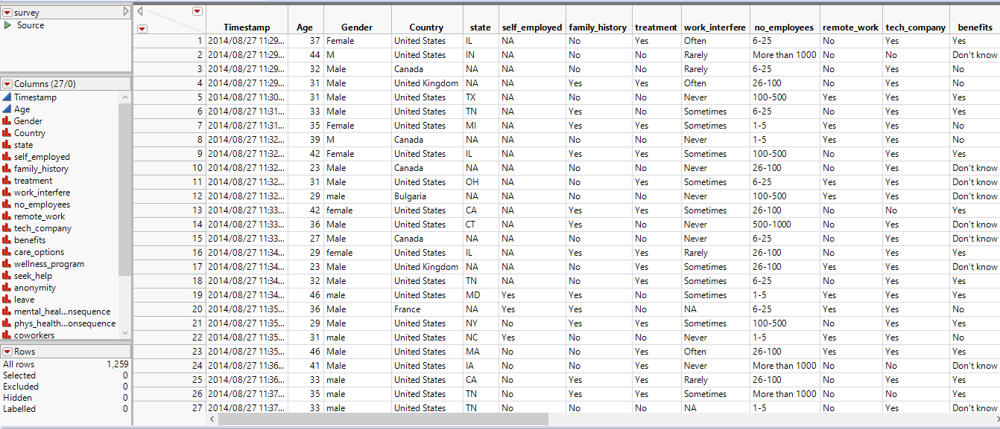 survey
Source
Columns (27/0)
Timestamp
Age
Gender
Country
state
self_employed
family_history
treatment
work_interfere
no_employees
remote_work
tech_company
benefits
care_options
wellness_program
seek_help
anonymity
leave
mental_heal...nsequence
phys_health...onsequence
coworkers
Rows
All rows 1,259
Selected 0
Excluded 0
Hidden 0
Labelled 0
Timestamp Age Gender Country state self_employed family_history treatment work_interfere no_employees remote_work tech_company benefits
1 2014/08/27 11:29... 37 Female United States IL NA No Yes Often 6-25 No Yes Yes
2 2014/08/27 11:29... 44 M United States IN NA No No Rarely More than 1000 No No Don't know
3 2014/08/27 11:29... 32 Male Canada NA NA No No Rarely 6-25 No Yes No
4 2014/08/27 11:29... 31 Male United Kingdom NA NA Yes Yes Often 26-100 No Yes No
5 2014/08/27 11:30... 31 Male United States TX NA No No Never 100-500 Yes Yes Yes
6 2014/08/27 11:31... 33 Male United States TN NA Yes No Sometimes 6-25 No Yes Yes
7 2014/08/27 11:31... 35 Female United States MI NA Yes Yes Sometimes 1-5 Yes Yes No
8 2014/08/27 11:32... 39 M Canada NA NA No No Never 1-5 Yes Yes No
9 2014/08/27 11:32... 42 Female United States IL NA Yes Yes Sometimes 100-500 No Yes Yes
10 2014/08/27 11:32... 23 Male Canada NA NA No No Never 26-100 No Yes Don't know
11 2014/08/27 11:32... 31 Male United States OH NA No Yes Sometimes 6-25 Yes Yes Don't know
12 2014/08/27 11:32... 29 male Bulgaria NA NA No No Never 100-500 Yes Yes Don't know
13 2014/08/27 11:33... 42 female United States CA NA Yes Yes Sometimes 26-100 No No Yes
14 2014/08/27 11:33... 36 Male United States CT NA Yes No Never 500-1000 No Yes Don't know
15 2014/08/27 11:33... 27 Male Canada NA NA No No Never 6-25 No Yes Don't know
16 2014/08/27 11:34... 29 female United States IL NA Yes Yes Rarely 26-100 No Yes Yes
17 2014/08/27 11:34... 23 Male United Kingdom NA NA No Yes Sometimes 26-100 Yes Yes Don't know
18 2014/08/27 11:34... 32 Male United States TN NA No Yes Sometimes 6-25 No Yes Yes
19 2014/08/27 11:34... 46 male United States MD Yes Yes No Sometimes 1-5 Yes Yes Yes
20 2014/08/27 11:35... 36 Male France NA Yes Yes No NA 6-25 Yes Yes No
21 2014/08/27 11:35... 29 Male United States NY No Yes Yes Sometimes 100-500 No Yes Yes
22 2014/08/27 11:35... 31 male United States NC Yes No No Never 1-5 Yes Yes No
23 2014/08/27 11:35... 46 Male United States MA No No Yes Often 26-100 Yes Yes Yes
24 2014/08/27 11:36... 41 Male United States IA No No Yes Never More than 1000 No No Don't know
25 2014/08/27 11:36... 33 male United States CA No Yes Yes Rarely 26-100 No Yes Yes
26 2014/08/27 11:37... 35 male United States TN No Yes Yes Sometimes More than 1000 No No Yes
27 2014/08/27 11:37... 33 male United States TN No No No NA 1-5 No Yes Don't know